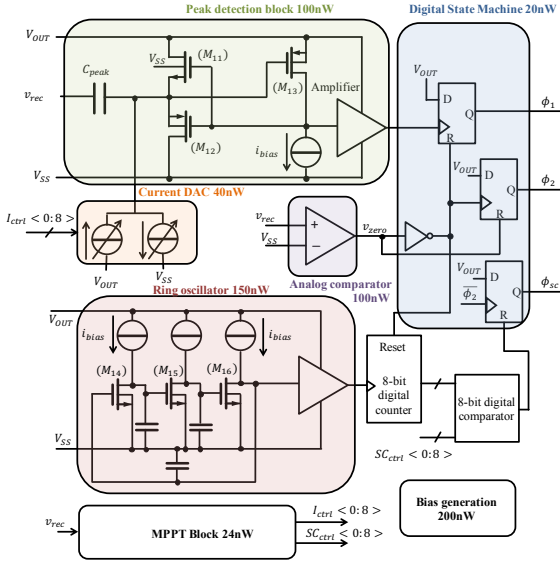 Peak detection block 100nW
Digital State Machine 20nW
V_OUT
V_SS
(M_11)
C_peak
v_rec
(M_13)
Amplifier
(M_12)
i_bias
V_SS
V_OUT
D
Q
R
ϕ_1
V_OUT
D
Q
R
ϕ_2
V_OUT
D
Q
R
\overline{ϕ_2}
ϕ_sc
Current DAC 40nW
I_ctrl < 0:8 >
V_OUT
V_SS
v_rec
V_SS
+
−
v_zero
Analog comparator
100nW
Ring oscillator 150nW
V_OUT
i_bias
i_bias
(M_14)
(M_15)
(M_16)
V_SS
Reset
8-bit
digital
counter
8-bit digital
comparator
SC_ctrl < 0:8 >
v_rec
MPPT Block 24nW
I_ctrl < 0:8 >
SC_ctrl < 0:8 >
Bias generation
200nW